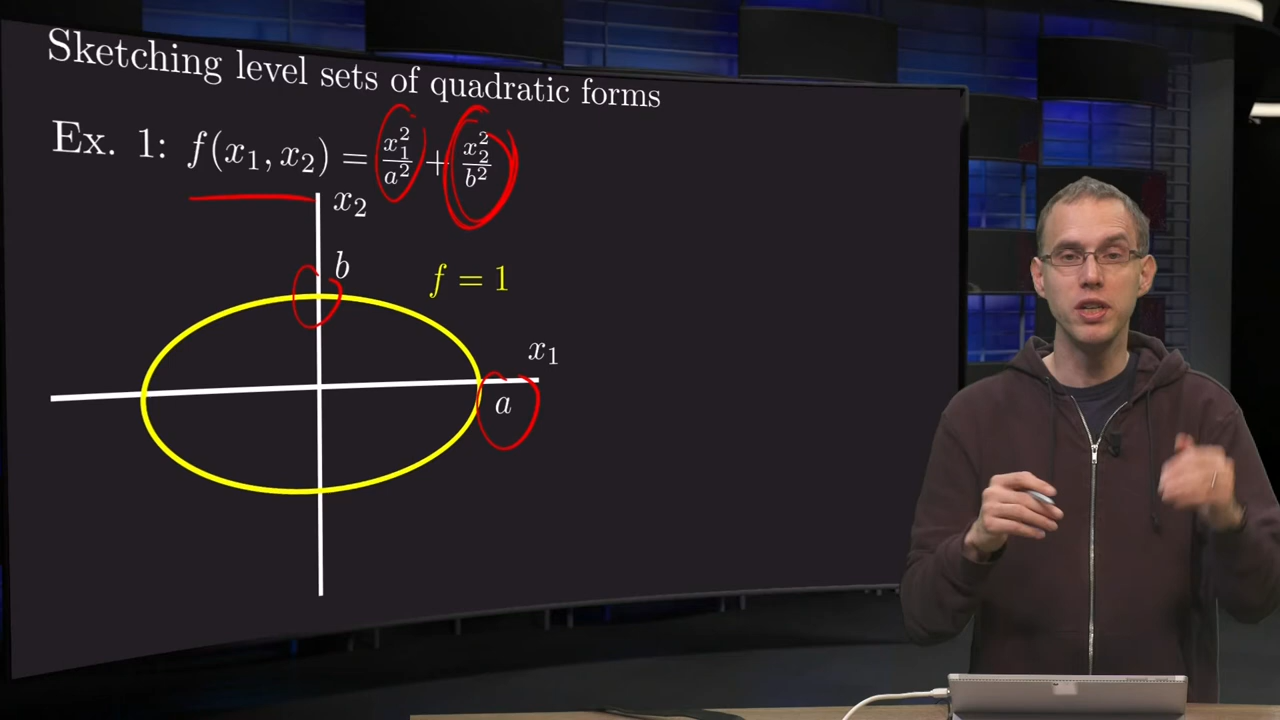 Sketching level sets of quadratic forms
Ex. 1: f(x₁, x₂) = x₁²/a² + x₂²/b²
x₂
b
f = 1
x₁
a